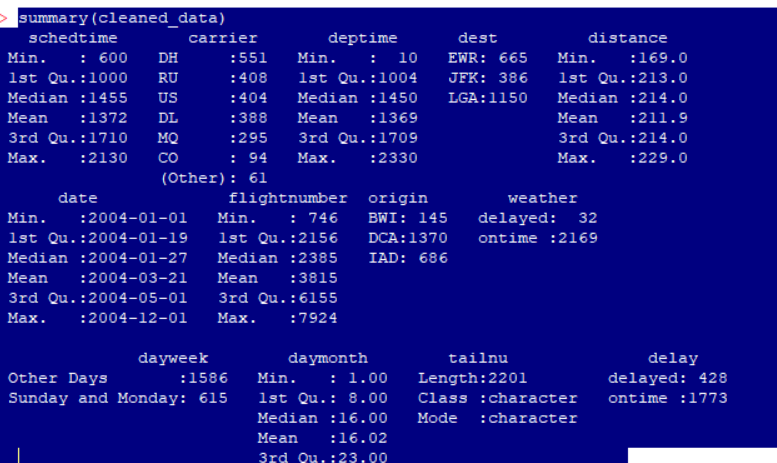 > summary(cleaned_data)
schedtime carrier deptime dest distance
Min. : 600 DH :551 Min. : 10 EWR: 665 Min. :169.0
1st Qu.:1000 RU :408 1st Qu.:1004 JFK: 386 1st Qu.:213.0
Median :1455 US :404 Median :1450 LGA:1150 Median :214.0
Mean :1372 DL :388 Mean :1369 Mean :211.9
3rd Qu.:1710 MQ :295 3rd Qu.:1709 3rd Qu.:214.0
Max. :2130 CO : 94 Max. :2330 Max. :229.0
(Other): 61
date flightnumber origin weather
Min. :2004-01-01 Min. : 746 BWI: 145 delayed: 32
1st Qu.:2004-01-19 1st Qu.:2156 DCA:1370 ontime :2169
Median :2004-01-27 Median :2385 IAD: 686
Mean :2004-03-21 Mean :3815
3rd Qu.:2004-05-01 3rd Qu.:6155
Max. :2004-12-01 Max. :7924
dayweek daymonth tailnu delay
Other Days :1586 Min. : 1.00 Length:2201 delayed: 428
Sunday and Monday: 615 1st Qu.: 8.00 Class :character ontime :1773
Median :16.00 Mode :character
Mean :16.02
3rd Qu.:23.00